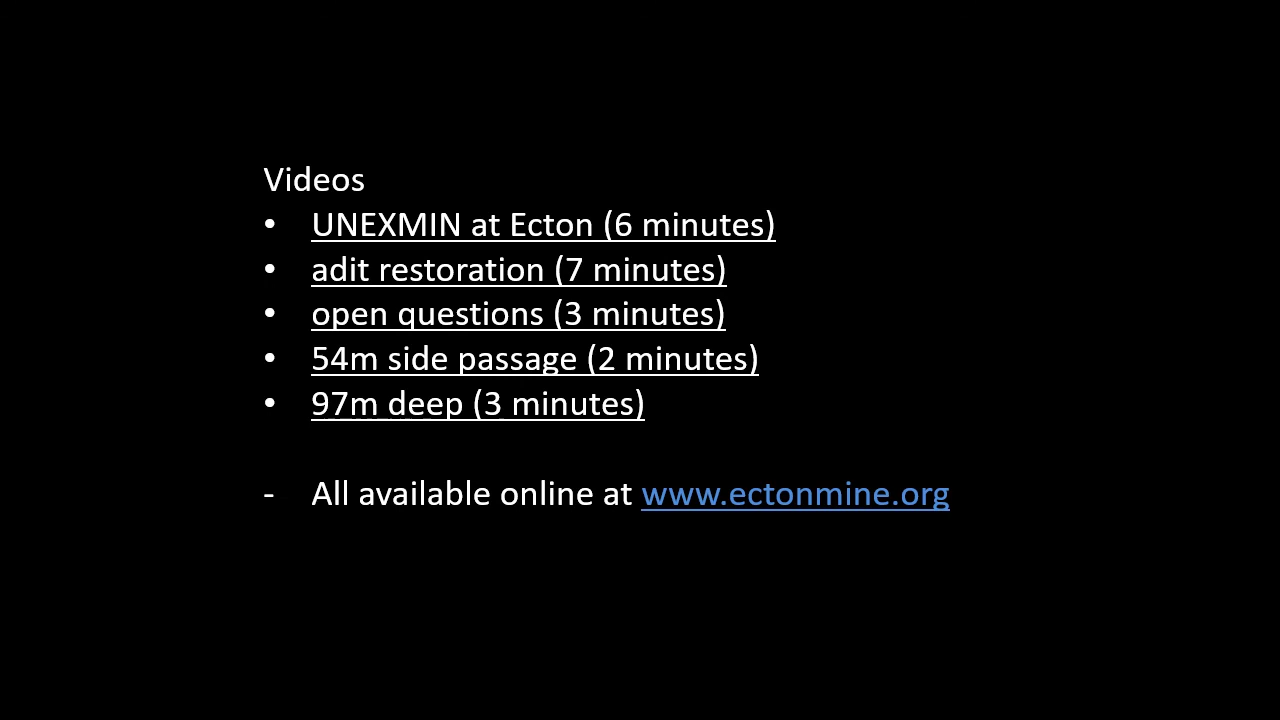 Videos
• UNEXMIN at Ecton (6 minutes)
• adit restoration (7 minutes)
• open questions (3 minutes)
• 54m side passage (2 minutes)
• 97m deep (3 minutes)
- All available online at www.ectonmine.org